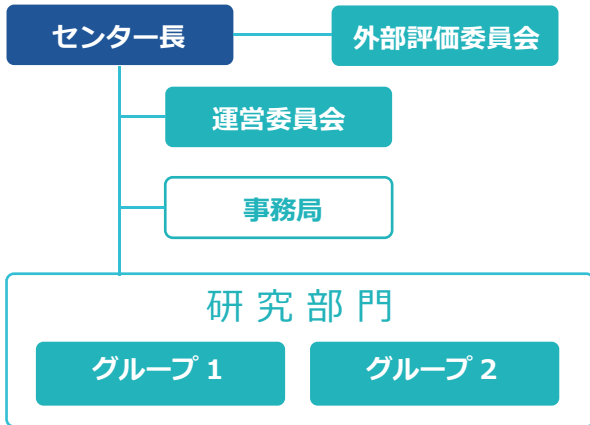 センター長
外部評価委員会
運営委員会
事務局
研究部門
グループ 1
グループ 2